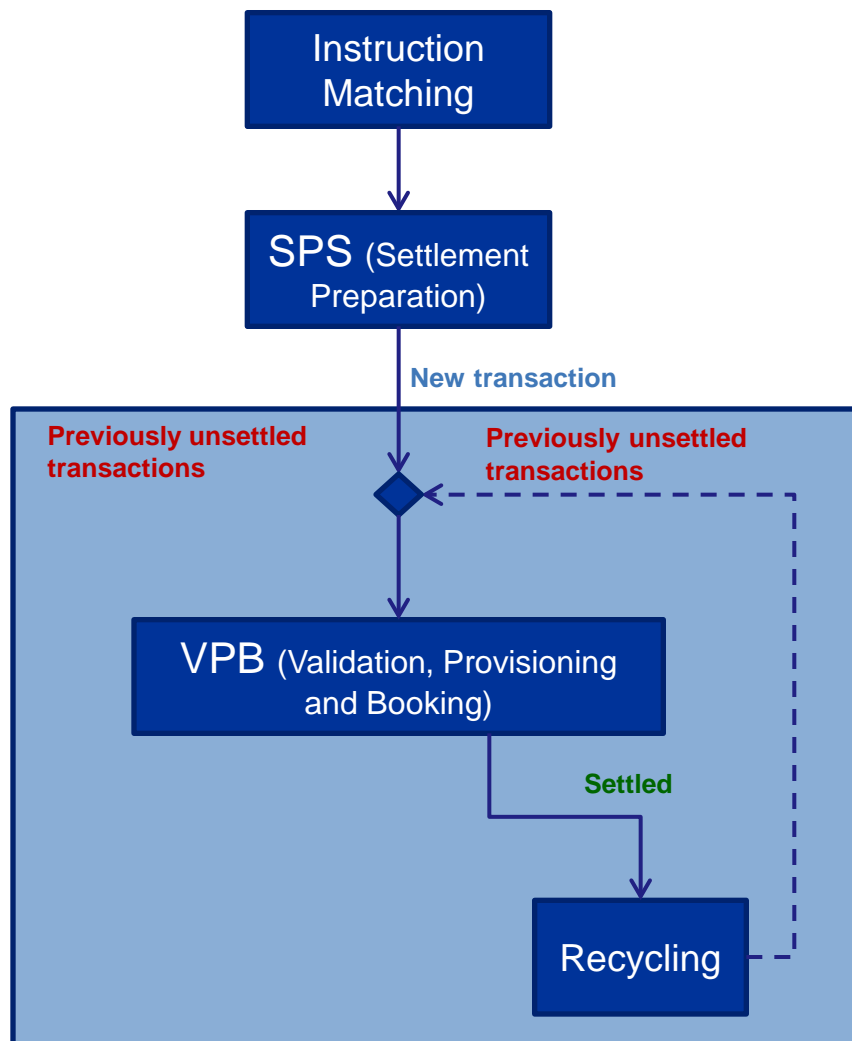 Instruction
Matching
SPS (Settlement
Preparation)
New transaction
Previously unsettled
transactions
Previously unsettled
transactions
VPB (Validation, Provisioning
and Booking)
Settled
Recycling